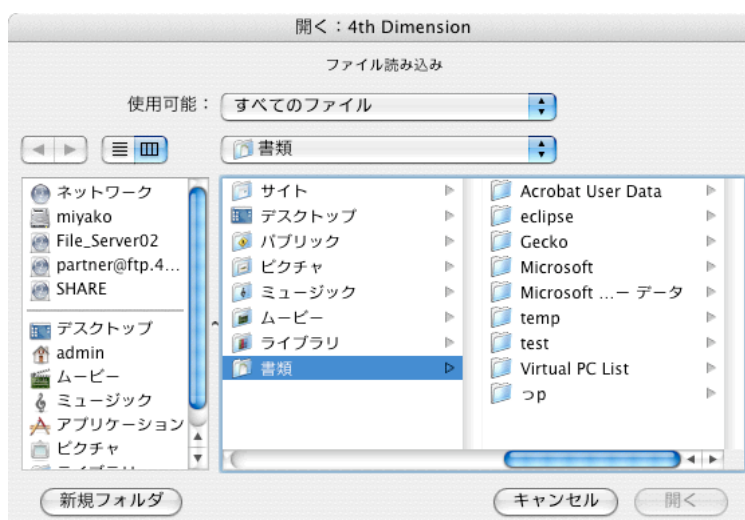 開く：4th Dimension
ファイル読み込み
使用可能：
すべてのファイル
書類
ネットワーク
miyako
File_Server02
partner@ftp.4...
SHARE
デスクトップ
admin
ムービー
ミュージック
アプリケーション
ピクチャ
サイト
デスクトップ
パブリック
ピクチャ
ミュージック
ムービー
ライブラリ
書類
Acrobat User Data
eclipse
Gecko
Microsoft
Microsoft ...ー データ
temp
test
Virtual PC List
つp
新規フォルダ
キャンセル
開く